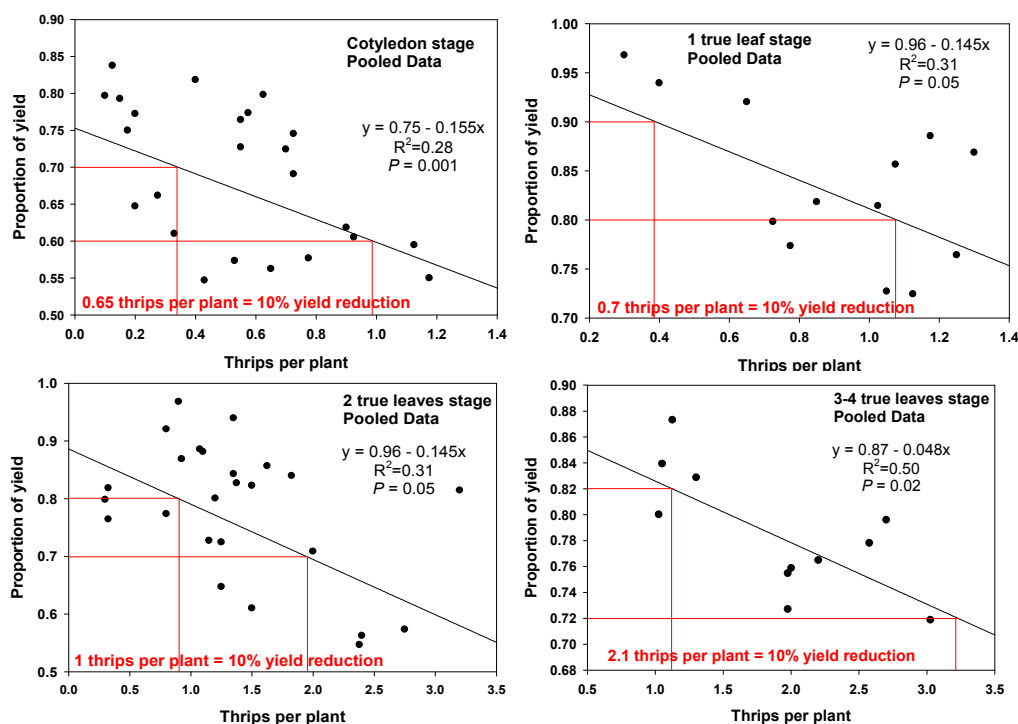 Cotyledon stage
Pooled Data
y = 0.75 - 0.155x
R²=0.28
P = 0.001
0.90
0.85
0.80
0.75
0.70
0.65
0.60
0.55
0.50
Proportion of yield
0.65 thrips per plant = 10% yield reduction
0.0 0.2 0.4 0.6 0.8 1.0 1.2 1.4
Thrips per plant
1 true leaf stage
Pooled Data
y = 0.96 - 0.145x
R²=0.31
P = 0.05
1.00
0.95
0.90
0.85
0.80
0.75
0.70
Proportion of yield
0.7 thrips per plant = 10% yield reduction
0.2 0.4 0.6 0.8 1.0 1.2 1.4
Thrips per plant
2 true leaves stage
Pooled Data
y = 0.96 - 0.145x
R²=0.31
P = 0.05
1.0
0.9
0.8
0.7
0.6
0.5
Proportion of yield
1 thrips per plant = 10% yield reduction
0.0 0.5 1.0 1.5 2.0 2.5 3.0 3.5
Thrips per plant
3-4 true leaves stage
Pooled Data
y = 0.87 - 0.048x
R²=0.50
P = 0.02
0.90
0.88
0.86
0.84
0.82
0.80
0.78
0.76
0.74
0.72
0.70
0.68
Proportion of yield
2.1 thrips per plant = 10% yield reduction
0.5 1.0 1.5 2.0 2.5 3.0 3.5
Thrips per plant